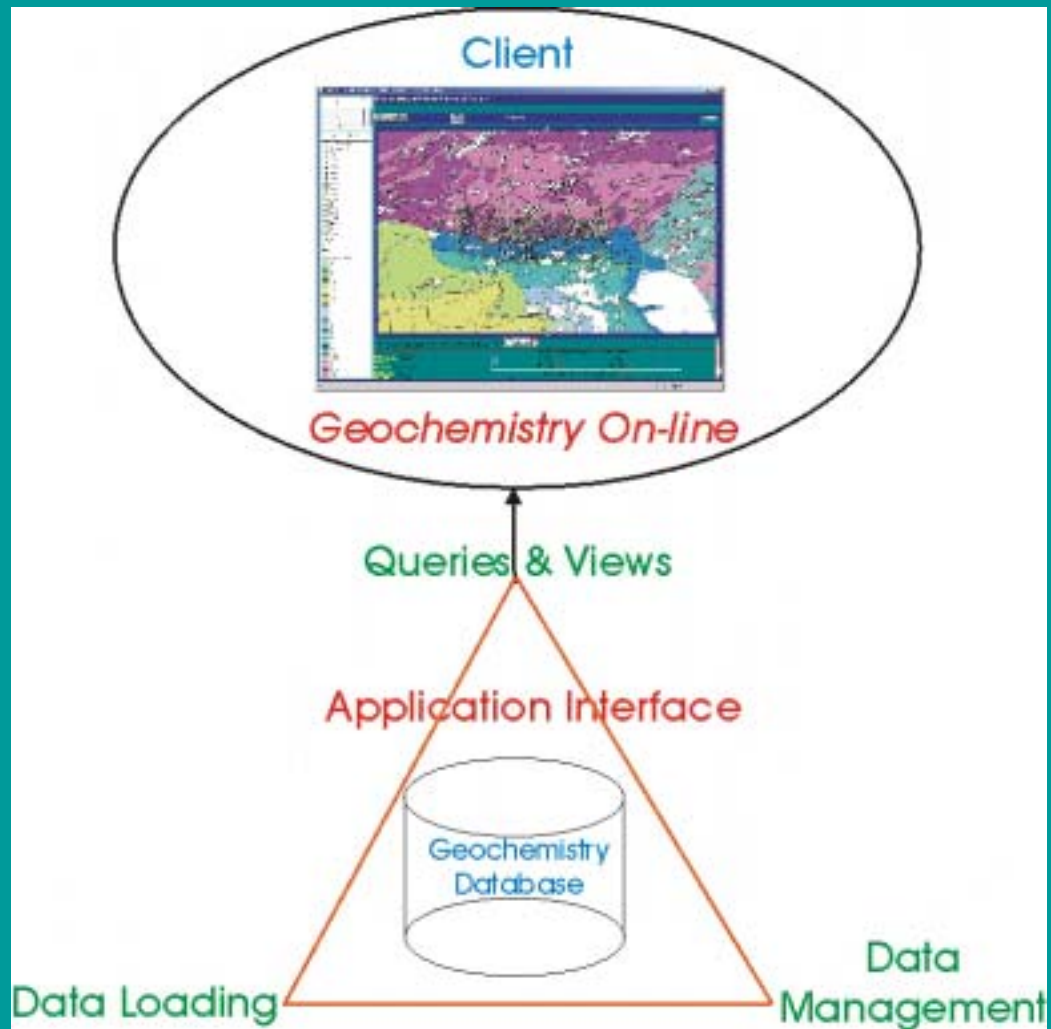 Client
Geochemistry On-line
Queries & Views
Application Interface
Geochemistry
Database
Data Loading
Data
Management